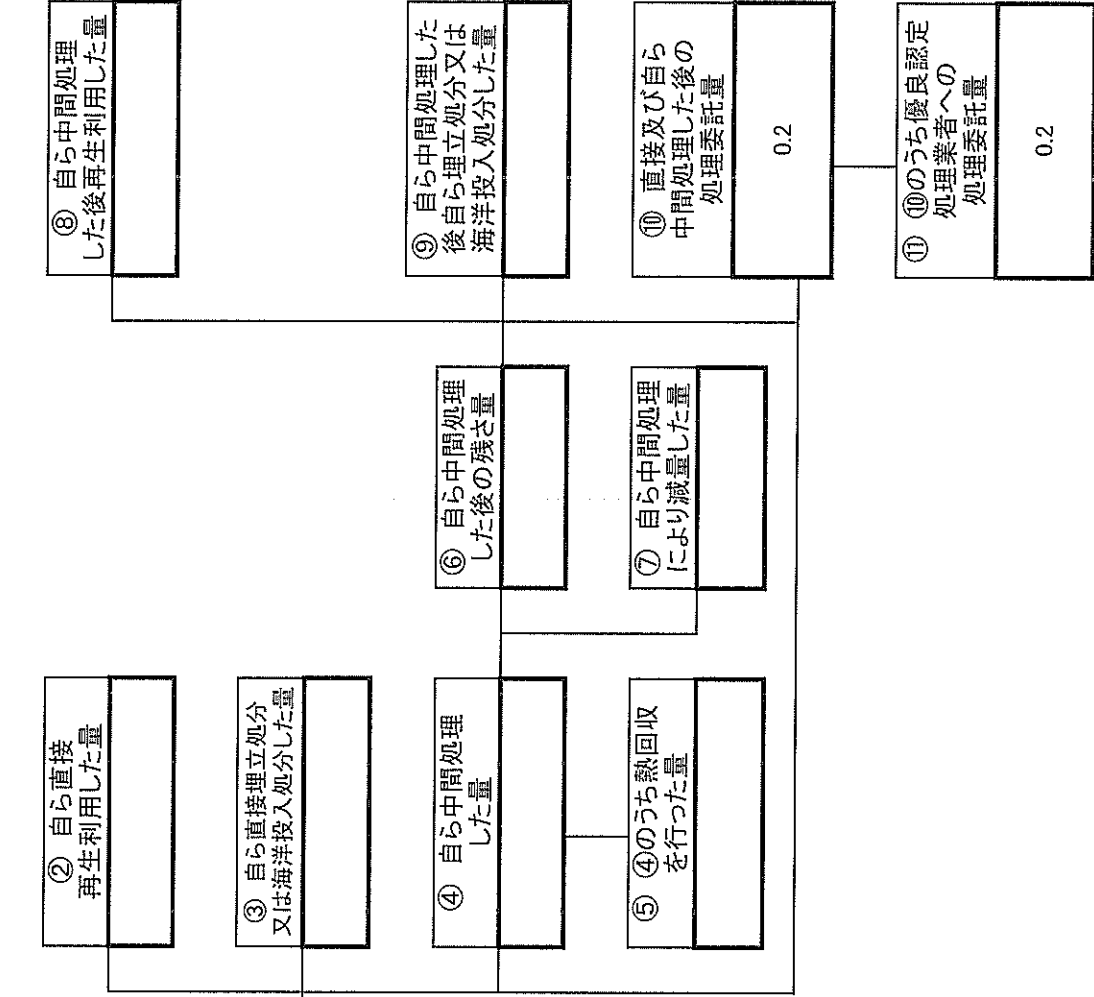 ② 自ら直接
再生利用した量
③ 自ら直接埋立処分
又は海洋投入処分した量
④ 自ら中間処理
した量
⑤ ④のうち熱回収
を行った量
⑥ 自ら中間処理
した後の残さ量
⑦ 自ら中間処理
により減量した量
⑧ 自ら中間処理
した後再生利用した量
⑨ 自ら中間処理した
後自ら埋立処分又は
海洋投入処分した量
⑩ 直接及び自ら
中間処理した後の
処理委託量
0.2
⑪ ⑩のうち優良認定
処理業者への
処理委託量
0.2